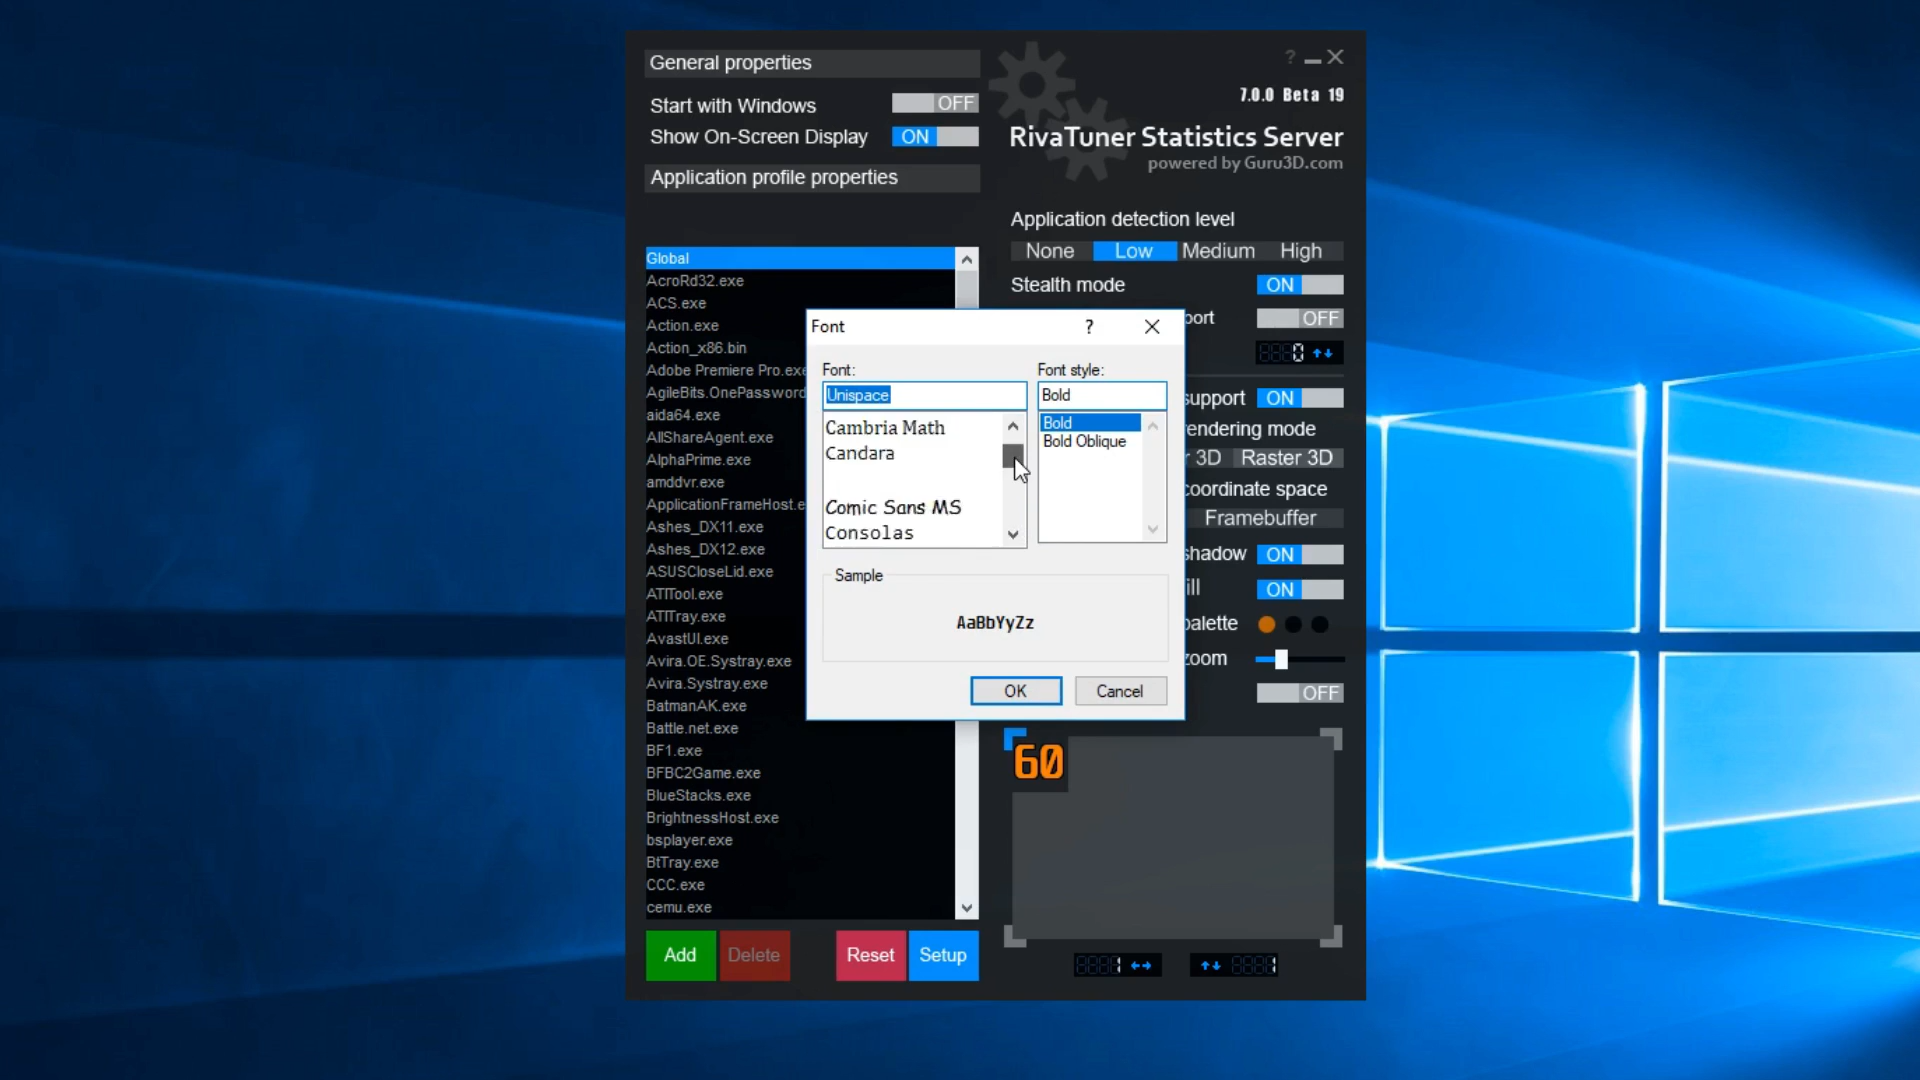 General properties
Start with Windows
OFF
Show On-Screen Display
ON
Application profile properties
Global
AcroRd32.exe
ACS.exe
Action.exe
Action_x86.bin
Adobe Premiere Pro.exe
AgileBits.OnePassword
aida64.exe
AllShareAgent.exe
AlphaPrime.exe
amddvr.exe
ApplicationFrameHost.e
Ashes_DX11.exe
Ashes_DX12.exe
ASUSCloseLid.exe
ATITool.exe
ATITray.exe
AvastUI.exe
Avira.OE.Systray.exe
Avira.Systray.exe
BatmanAK.exe
Battle.net.exe
BF1.exe
BFBC2Game.exe
BlueStacks.exe
BrightnessHost.exe
bsplayer.exe
BtTray.exe
CCC.exe
cemu.exe
Add
Delete
Reset
Setup
?
7.0.0 Beta 19
RivaTuner Statistics Server
powered by Guru3D.com
Application detection level
None Low Medium High
Stealth mode
ON
port
OFF
0
support
ON
endering mode
r 3D Raster 3D
coordinate space
Framebuffer
shadow
ON
ill
ON
palette
zoom
OFF
60
1
1
Font
?
Font:
Unispace
Cambria Math
Candara
Comic Sans MS
Consolas
Font style:
Bold
Bold
Bold Oblique
Sample
AaBbYyZz
OK
Cancel